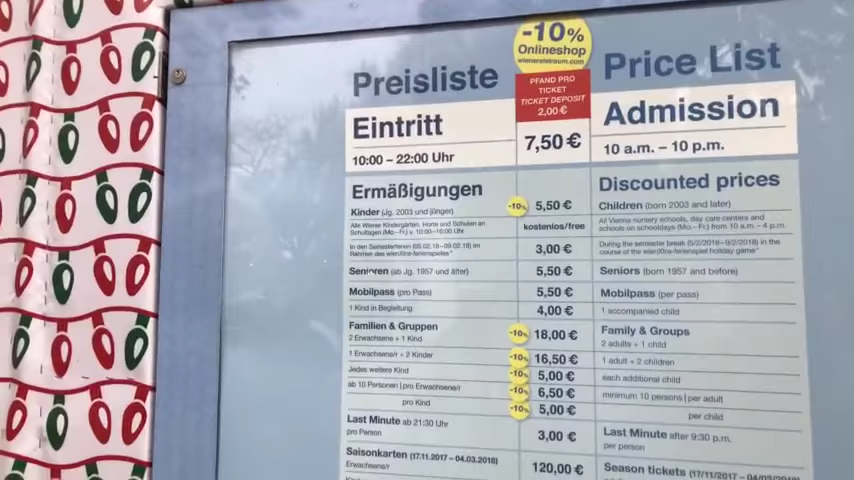 -10%
Onlineshop
wienereistraum.com
Preisliste
PFAND PRO
TICKET
TICKET DEPOSIT
2,00 €
Price List
Eintritt
7,50 €
Admission
10:00 – 22:00 Uhr
10 a.m. – 10 p.m.
Ermäßigungen
Discounted prices
Kinder (Jg. 2003 und jünger) -10% 5,50 € Children (born 2003 and later)
Alle Wiener Kindergärten, Horte und Schulen an
Schultagen (Mo.–Fr.) v. 10:00–16:00 Uhr
kostenlos/free
All Vienna nursery schools, day care centers and
schools on schooldays (Mo.–Fr.) from 10 a.m. – 4 p.m.
In den Semesterferien (05.02.18–09.02.18) im
Rahmen des wienXtra-ferienspieles*
3,00 €
During the semester break (5/2/2018–9/2/2018) in the
course of the wienXtra-ferienspiel holiday game*
Senioren (ab Jg. 1957 und älter) 5,50 € Seniors (born 1957 and before)
Mobilpass (pro Pass) 5,50 € Mobilpass (per pass)
1 Kind in Begleitung 4,00 € 1 accompanied child
Familien & Gruppen
2 Erwachsene + 1 Kind
-10% 18,00 €
Family & Groups
2 adults + 1 child
1 Erwachsene/r + 2 Kinder -10% 16,50 € 1 adult + 2 children
Jedes weitere Kind -10% 5,00 € each additional child
ab 10 Personen | pro Erwachsene/r -10% 6,50 € minimum 10 persons | per adult
pro Kind -10% 5,00 € per child
Last Minute ab 21:30 Uhr
pro Person
3,00 €
Last Minute after 9:30 p.m.
per person
Saisonkarten (17.11.2017 – 04.03.2018)
Erwachsene/r
120,00 €
Season tickets (17/11/2017 – 04/03/2018)